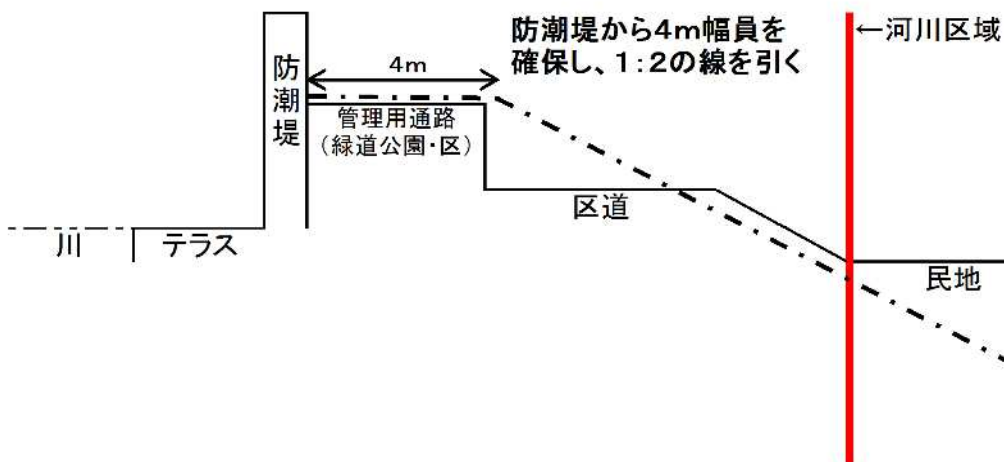 防潮堤から4m幅員を
確保し、1:2の線を引く
←河川区域
4m
防潮堤
管理用通路
(緑道公園・区)
区道
川
テラス
民地